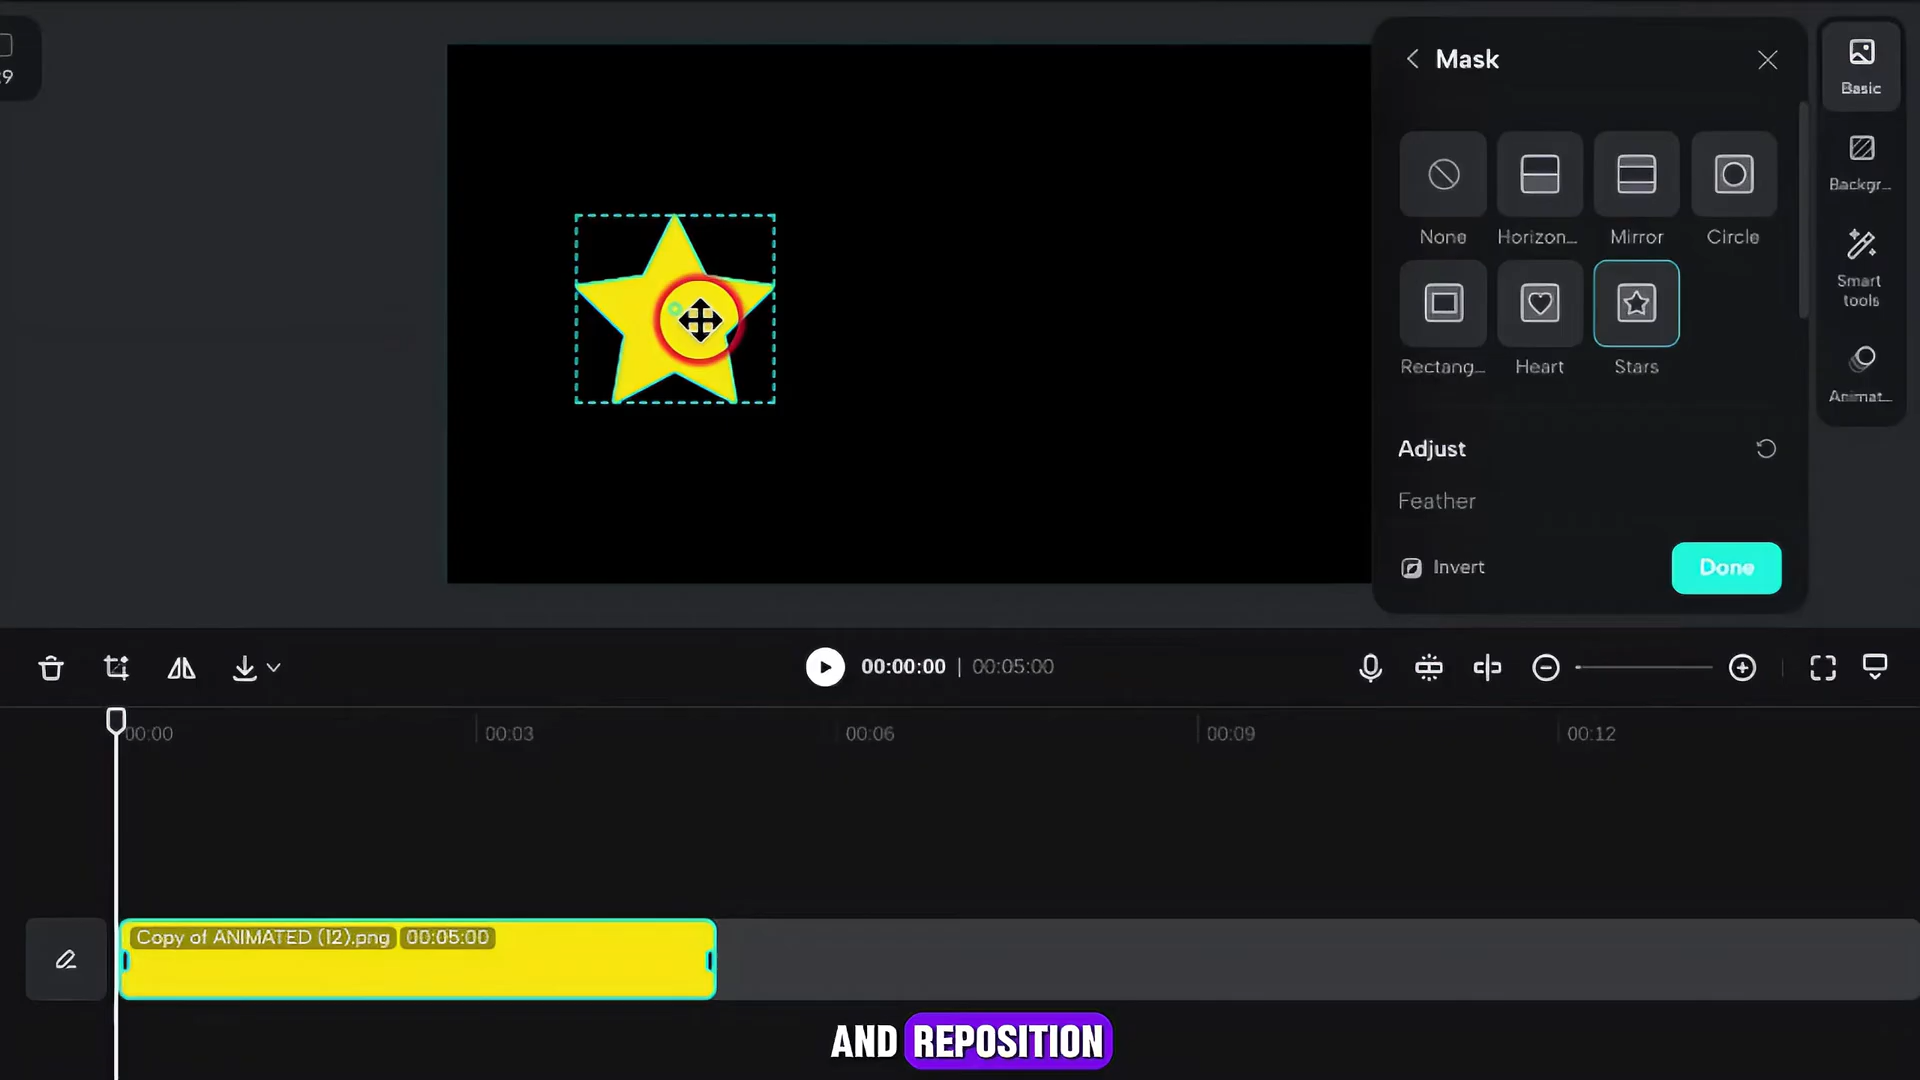 9
Mask
Basic
None
Horizon...
Mirror
Circle
Backgr...
Rectang...
Heart
Stars
Smart
tools
Animat...
Adjust
Feather
Invert
Done
00:00:00 | 00:05:00
00:00
00:03
00:06
00:09
00:12
Copy of ANIMATED (12).png 00:05:00
AND REPOSITION